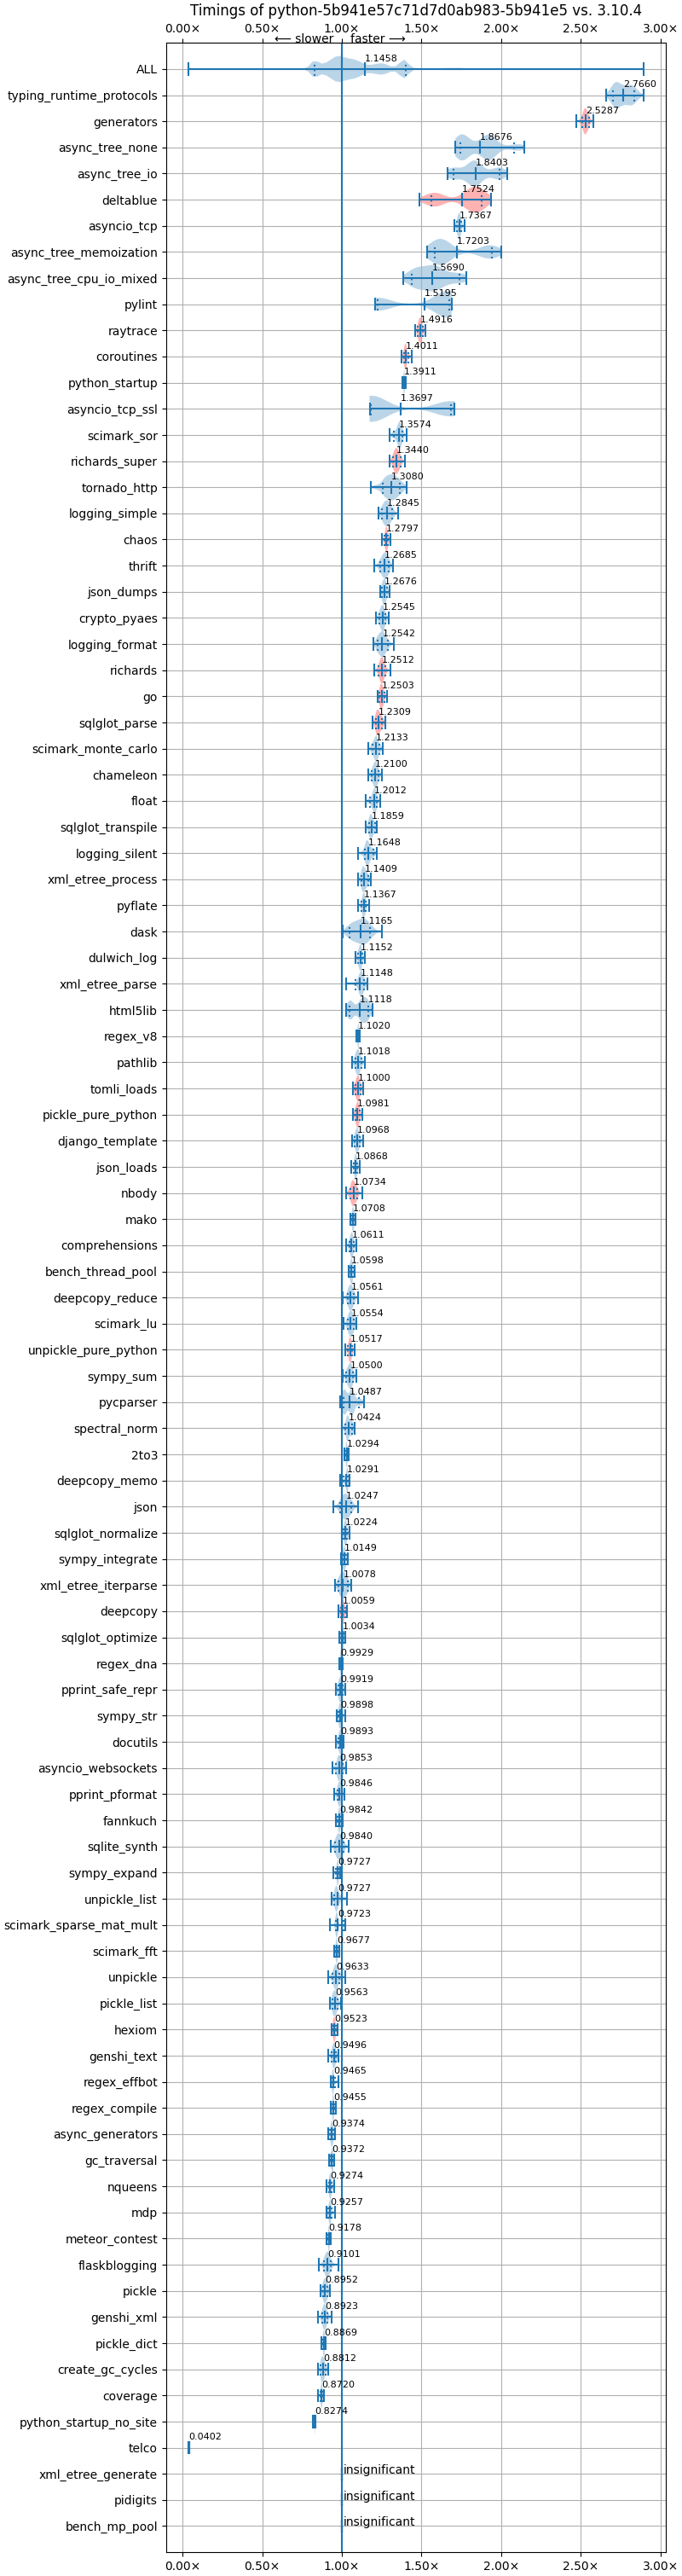 Timings of python-5b941e57c71d7d0ab983-5b941e5 vs. 3.10.4
0.00× 0.50× 1.00× 1.50× 2.00× 2.50× 3.00×
⟵ slower faster ⟶
ALL 1.1458
typing_runtime_protocols 2.7660
generators 2.5287
async_tree_none 1.8676
async_tree_io 1.8403
deltablue 1.7524
asyncio_tcp 1.7367
async_tree_memoization 1.7203
async_tree_cpu_io_mixed 1.5690
pylint 1.5195
raytrace 1.4916
coroutines 1.4011
python_startup 1.3911
asyncio_tcp_ssl 1.3697
scimark_sor 1.3574
richards_super 1.3440
tornado_http 1.3080
logging_simple 1.2845
chaos 1.2797
thrift 1.2685
json_dumps 1.2676
crypto_pyaes 1.2545
logging_format 1.2542
richards 1.2512
go 1.2503
sqlglot_parse 1.2309
scimark_monte_carlo 1.2133
chameleon 1.2100
float 1.2012
sqlglot_transpile 1.1859
logging_silent 1.1648
xml_etree_process 1.1409
pyflate 1.1367
dask 1.1165
dulwich_log 1.1152
xml_etree_parse 1.1148
html5lib 1.1118
regex_v8 1.1020
pathlib 1.1018
tomli_loads 1.1000
pickle_pure_python 1.0981
django_template 1.0968
json_loads 1.0868
nbody 1.0734
mako 1.0708
comprehensions 1.0611
bench_thread_pool 1.0598
deepcopy_reduce 1.0561
scimark_lu 1.0554
unpickle_pure_python 1.0517
sympy_sum 1.0500
pycparser 1.0487
spectral_norm 1.0424
2to3 1.0294
deepcopy_memo 1.0291
json 1.0247
sqlglot_normalize 1.0224
sympy_integrate 1.0149
xml_etree_iterparse 1.0078
deepcopy 1.0059
sqlglot_optimize 1.0034
regex_dna 0.9929
pprint_safe_repr 0.9919
sympy_str 0.9898
docutils 0.9893
asyncio_websockets 0.9853
pprint_pformat 0.9846
fannkuch 0.9842
sqlite_synth 0.9840
sympy_expand 0.9727
unpickle_list 0.9727
scimark_sparse_mat_mult 0.9723
scimark_fft 0.9677
unpickle 0.9633
pickle_list 0.9563
hexiom 0.9523
genshi_text 0.9496
regex_effbot 0.9465
regex_compile 0.9455
async_generators 0.9374
gc_traversal 0.9372
nqueens 0.9274
mdp 0.9257
meteor_contest 0.9178
flaskblogging 0.9101
pickle 0.8952
genshi_xml 0.8923
pickle_dict 0.8869
create_gc_cycles 0.8812
coverage 0.8720
python_startup_no_site 0.8274
telco 0.0402
xml_etree_generate insignificant
pidigits insignificant
bench_mp_pool insignificant
0.00× 0.50× 1.00× 1.50× 2.00× 2.50× 3.00×